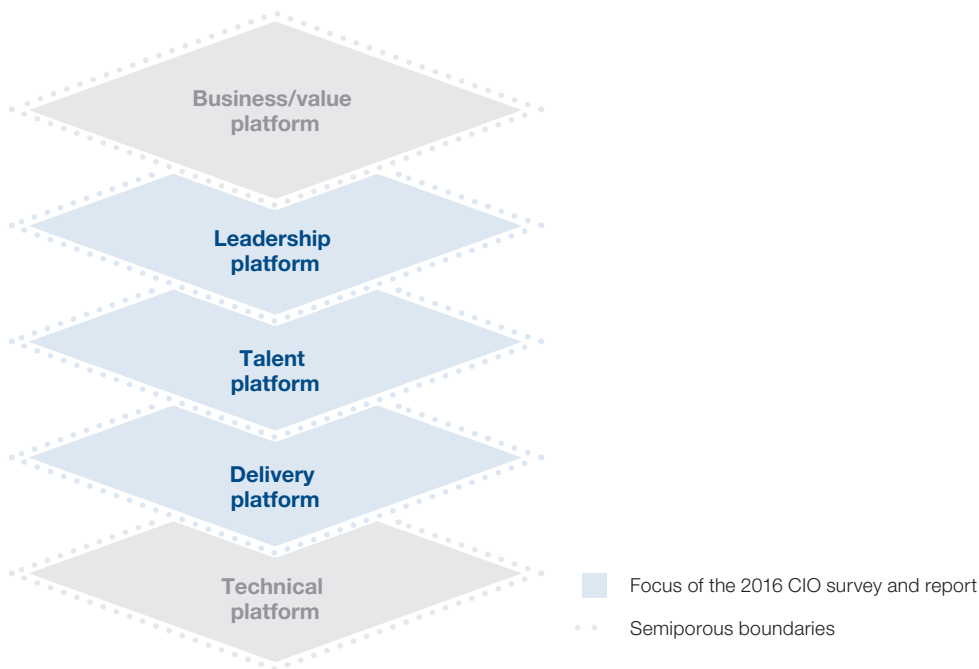 Business/value
platform
Leadership
platform
Talent
platform
Delivery
platform
Technical
platform
Focus of the 2016 CIO survey and report
Semiporous boundaries